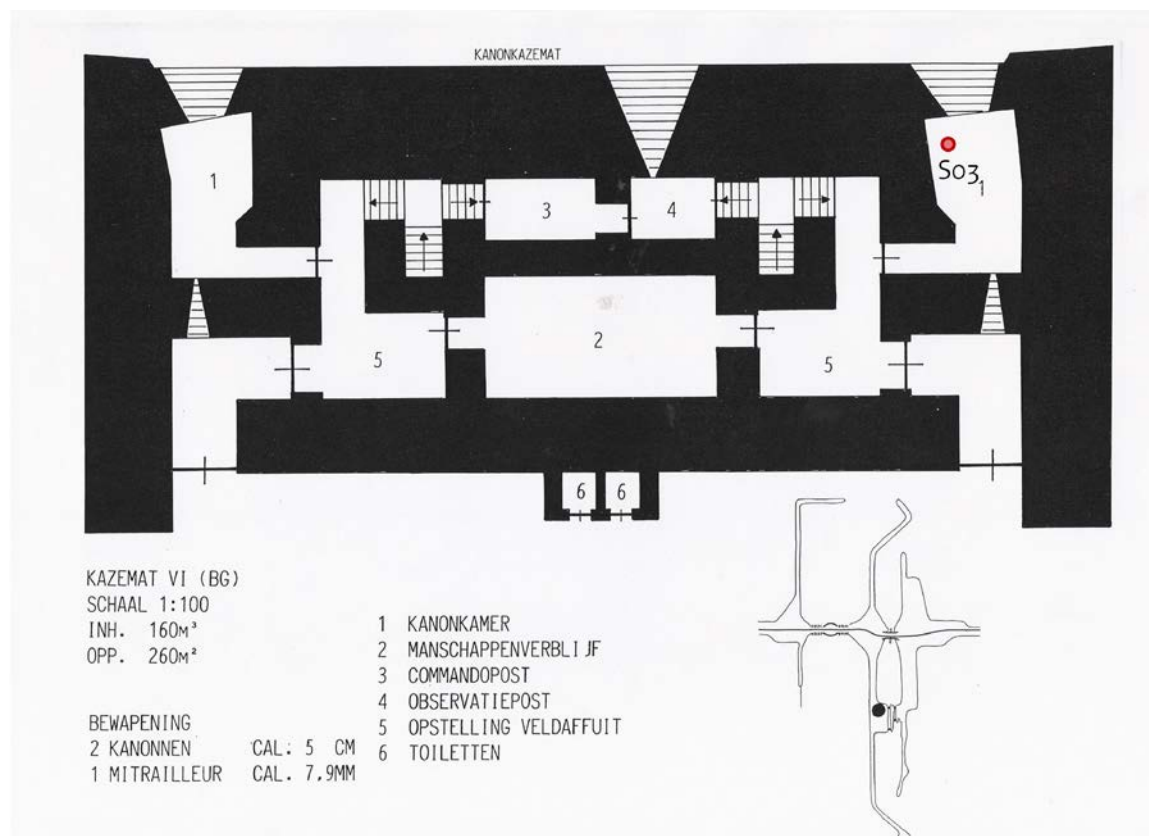 KANONKAZEMAT
1
So3
1
3
4
2
5
5
6
6
KAZEMAT VI (BG)
SCHAAL 1:100
INH. 160M³
OPP. 260M²
BEWAPENING
2 KANONNEN CAL. 5 CM
1 MITRAILLEUR CAL. 7,9MM
1 KANONKAMER
2 MANSCHAPPENVERBLIJF
3 COMMANDOPOST
4 OBSERVATIEPOST
5 OPSTELLING VELDAFFUIT
6 TOILETTEN